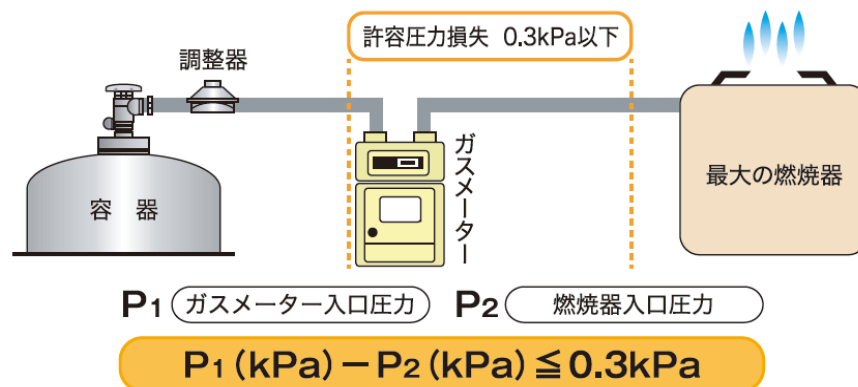 許容圧力損失 0.3kPa以下
調整器
容 器
ガスメーター
最大の燃焼器
P1 ガスメーター入口圧力 P2 燃焼器入口圧力
P1(kPa)-P2(kPa)≦0.3kPa